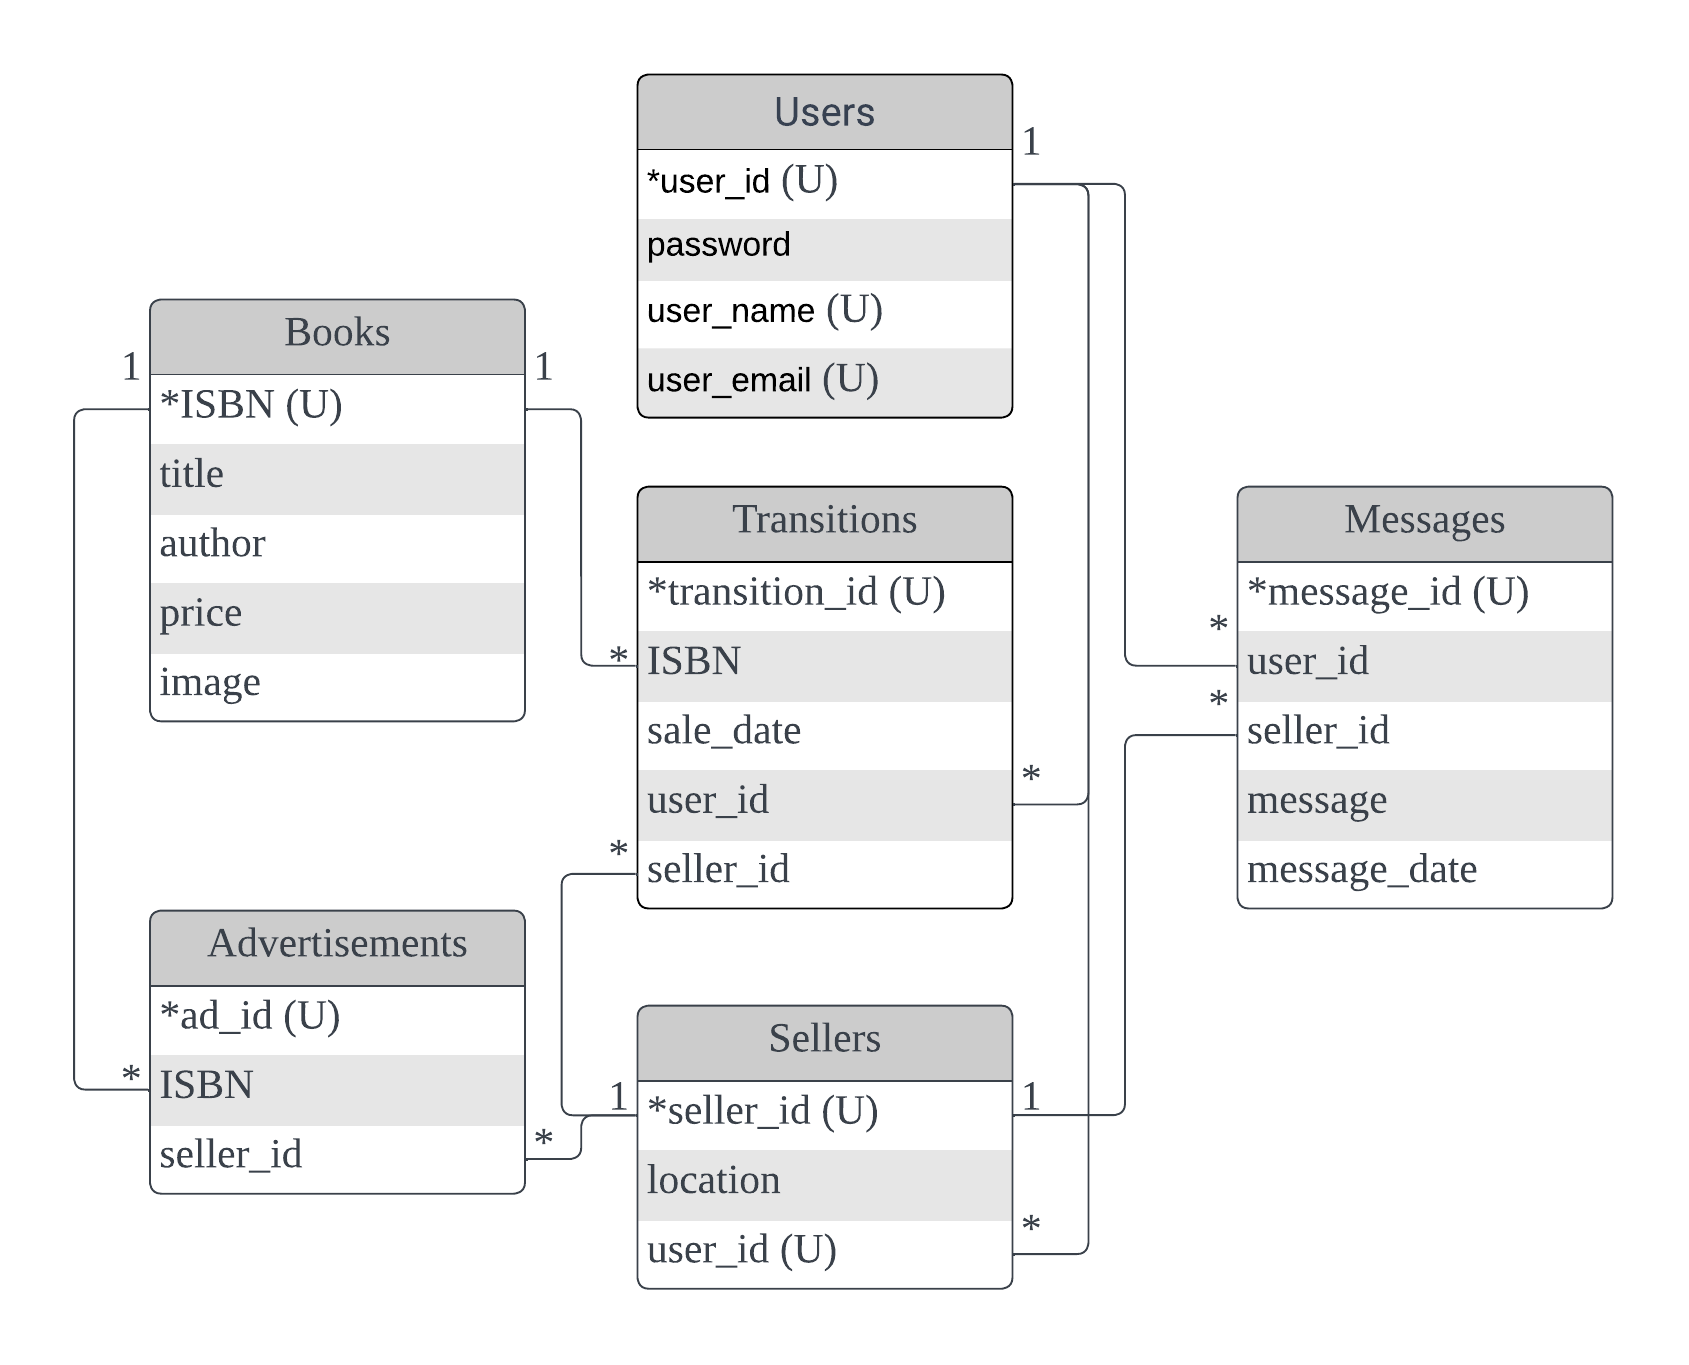 Users
1
*user_id (U)
password
user_name (U)
user_email (U)
Books
1
1
*ISBN (U)
title
author
price
image
Transitions
*transition_id (U)
*
ISBN
sale_date
*
user_id
*
seller_id
Messages
*message_id (U)
*
user_id
*
seller_id
message
message_date
Advertisements
*ad_id (U)
*
ISBN
*
seller_id
Sellers
1
1
*seller_id (U)
location
*
user_id (U)